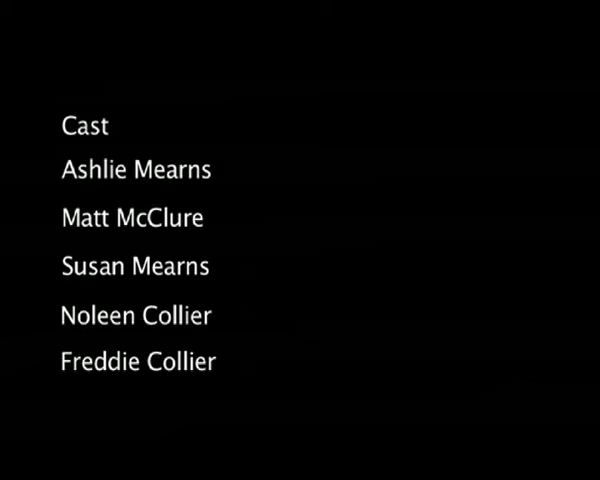 Cast
Ashlie Mearns
Matt McClure
Susan Mearns
Noleen Collier
Freddie Collier